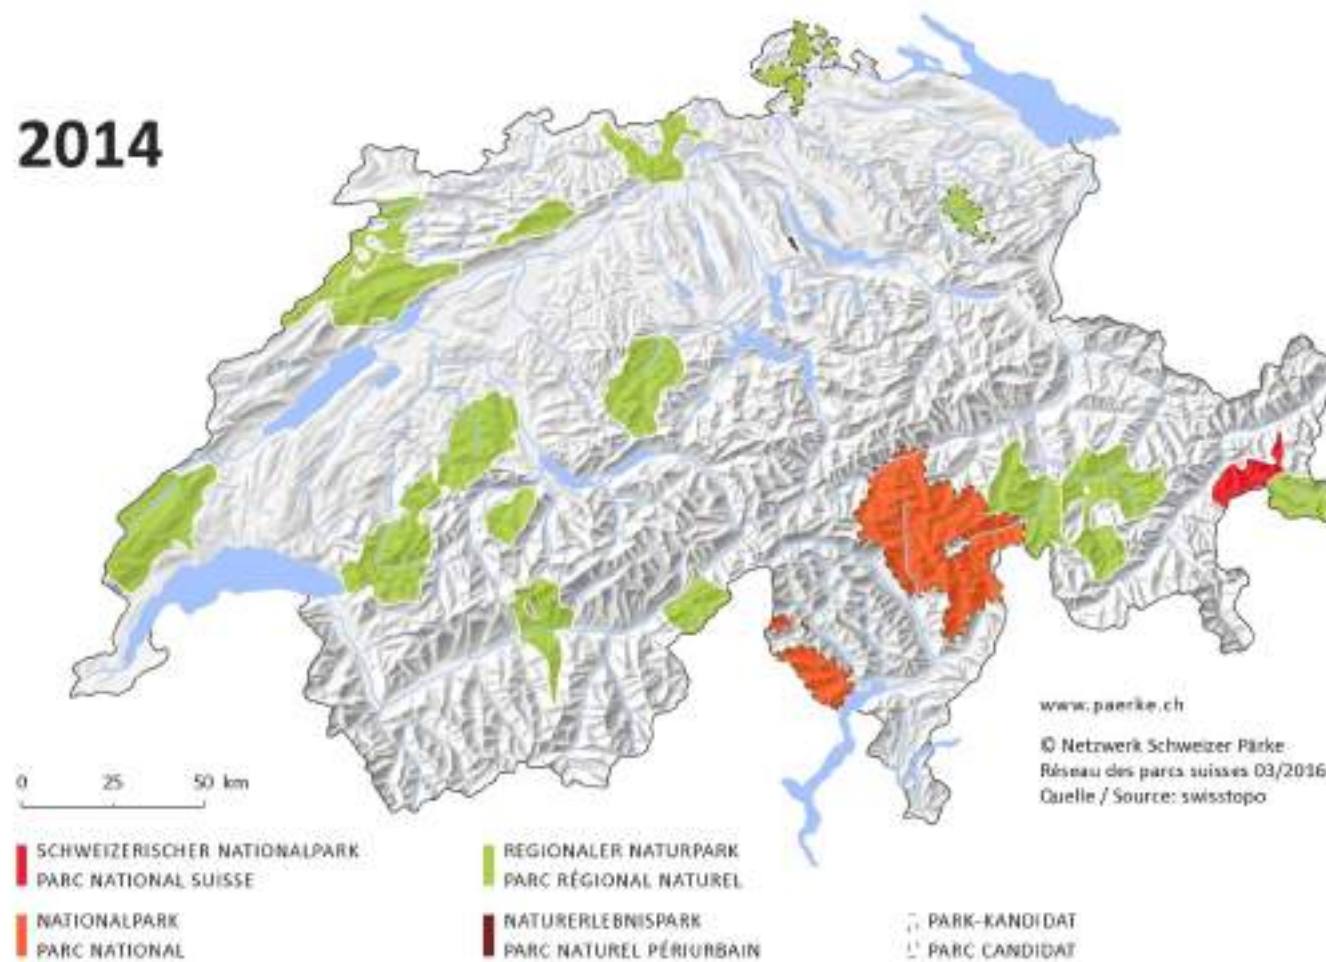 2014
www.paerke.ch
© Netzwerk Schweizer Pärke
Réseau des parcs suisses 03/2016
Quelle / Source: swisstopo
0 25 50 km
SCHWEIZERISCHER NATIONALPARK
PARC NATIONAL SUISSE
NATIONALPARK
PARC NATIONAL
REGIONALER NATURPARK
PARC RÉGIONAL NATUREL
NATURERLEBNISPARK
PARC NATUREL PÉRIURBAIN
PARK-KANDIDAT
PARC CANDIDAT